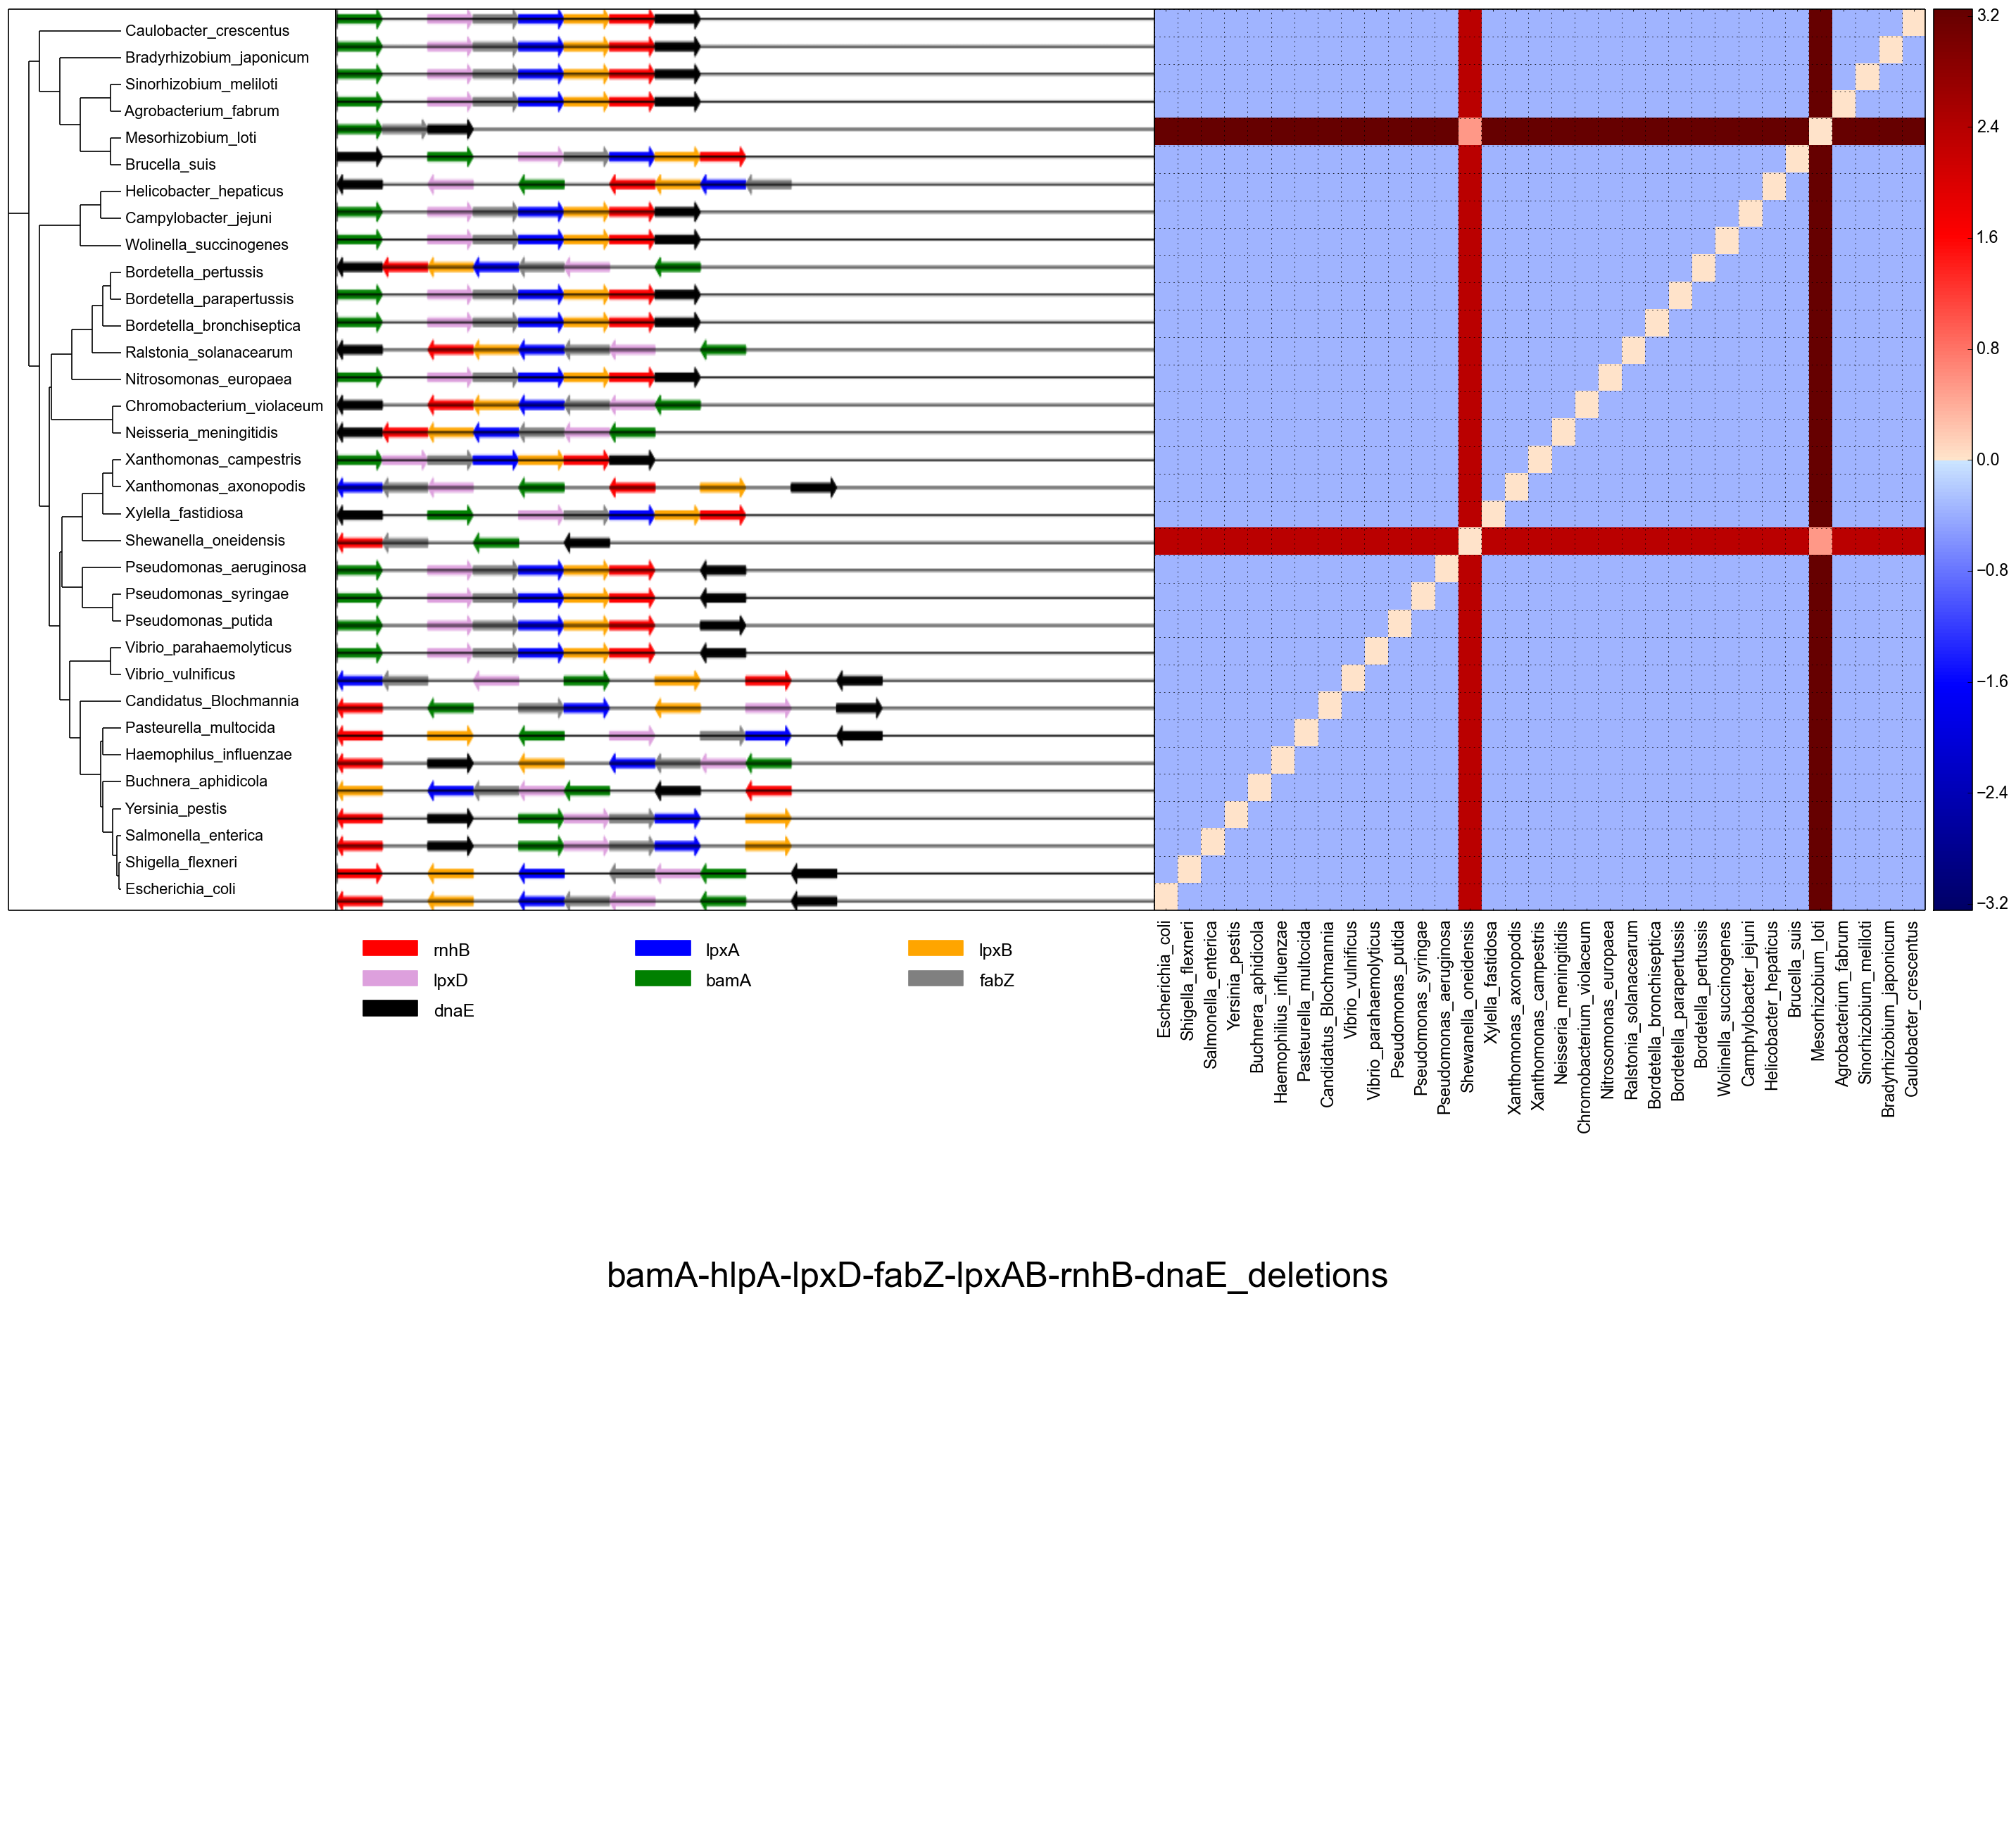 Caulobacter_crescentus
Bradyrhizobium_japonicum
Sinorhizobium_meliloti
Agrobacterium_fabrum
Mesorhizobium_loti
Brucella_suis
Helicobacter_hepaticus
Campylobacter_jejuni
Wolinella_succinogenes
Bordetella_pertussis
Bordetella_parapertussis
Bordetella_bronchiseptica
Ralstonia_solanacearum
Nitrosomonas_europaea
Chromobacterium_violaceum
Neisseria_meningitidis
Xanthomonas_campestris
Xanthomonas_axonopodis
Xylella_fastidiosa
Shewanella_oneidensis
Pseudomonas_aeruginosa
Pseudomonas_syringae
Pseudomonas_putida
Vibrio_parahaemolyticus
Vibrio_vulnificus
Candidatus_Blochmannia
Pasteurella_multocida
Haemophilus_influenzae
Buchnera_aphidicola
Yersinia_pestis
Salmonella_enterica
Shigella_flexneri
Escherichia_coli
3.2
2.4
1.6
0.8
0.0
−0.8
−1.6
−2.4
−3.2
rnhB lpxA lpxB
lpxD bamA fabZ
dnaE
Escherichia_coli
Shigella_flexneri
Salmonella_enterica
Yersinia_pestis
Buchnera_aphidicola
Haemophilius_influenzae
Pasteurella_multocida
Candidatus_Blochmannia
Vibrio_vulnificus
Vibrio_parahaemolyticus
Pseudomonas_putida
Pseudomonas_syringae
Pseudomonas_aeruginosa
Shewanella_oneidensis
Xylella_fastidosa
Xanthomonas_axonopodis
Xanthomonas_campestris
Neisseria_meningitidis
Chromobacterium_violaceum
Nitrosomonas_europaea
Ralstonia_solanacearum
Bordetella_bronchiseptica
Bordetella_parapertussis
Bordetella_pertussis
Wolinella_succinogenes
Camphylobacter_jejuni
Helicobacter_hepaticus
Brucella_suis
Mesorhizobium_loti
Agrobacterium_fabrum
Sinorhizobium_meliloti
Bradyrhizobium_japonicum
Caulobacter_crescentus
bamA-hlpA-lpxD-fabZ-lpxAB-rnhB-dnaE_deletions